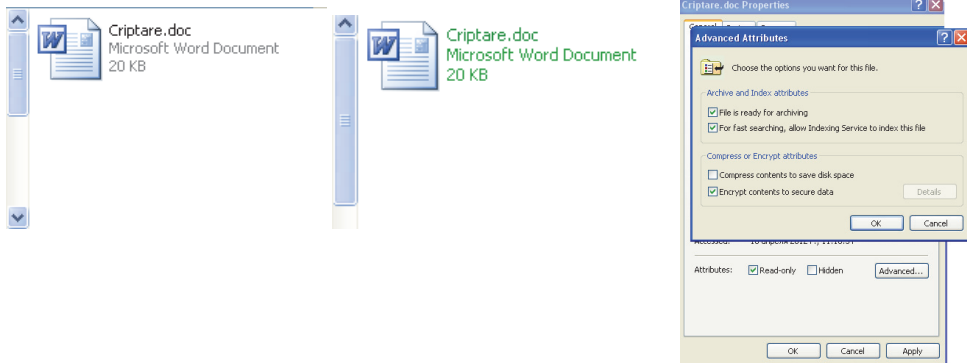 Criptare.doc
Microsoft Word Document
20 KB
Criptare.doc
Microsoft Word Document
20 KB
Criptare.doc Properties
General
Advanced Attributes
Choose the options you want for this file.
Archive and Index attributes
File is ready for archiving
For fast searching, allow Indexing Service to index this file
Compress or Encrypt attributes
Compress contents to save disk space
Encrypt contents to secure data
Details
OK Cancel
Attributes: Read-only Hidden Advanced...
OK Cancel Apply